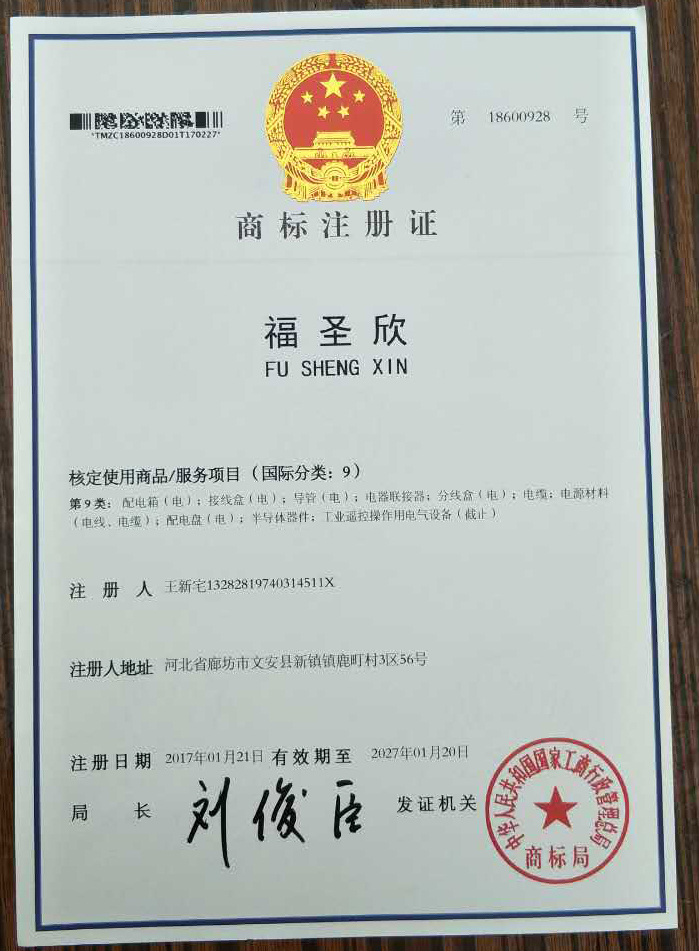 *TMZC18600928D01T170227*
第 18600928 号
商标注册证
福圣欣
FU SHENG XIN
核定使用商品/服务项目（国际分类：9）
第9类：配电箱（电）；接线盒（电）；导管（电）；电器联接器；分线盒（电）；电缆；电源材料
（电线、电缆）；配电盘（电）；半导体器件；工业遥控操作用电气设备（截止）
注册人 王新宅13282819740314511X
注册人地址 河北省廊坊市文安县新镇镇鹿町村3区56号
注册日期 2017年01月21日 有效期至 2027年01月20日
局长 刘俊臣 发证机关
中华人民共和国国家工商行政管理总局
商标局